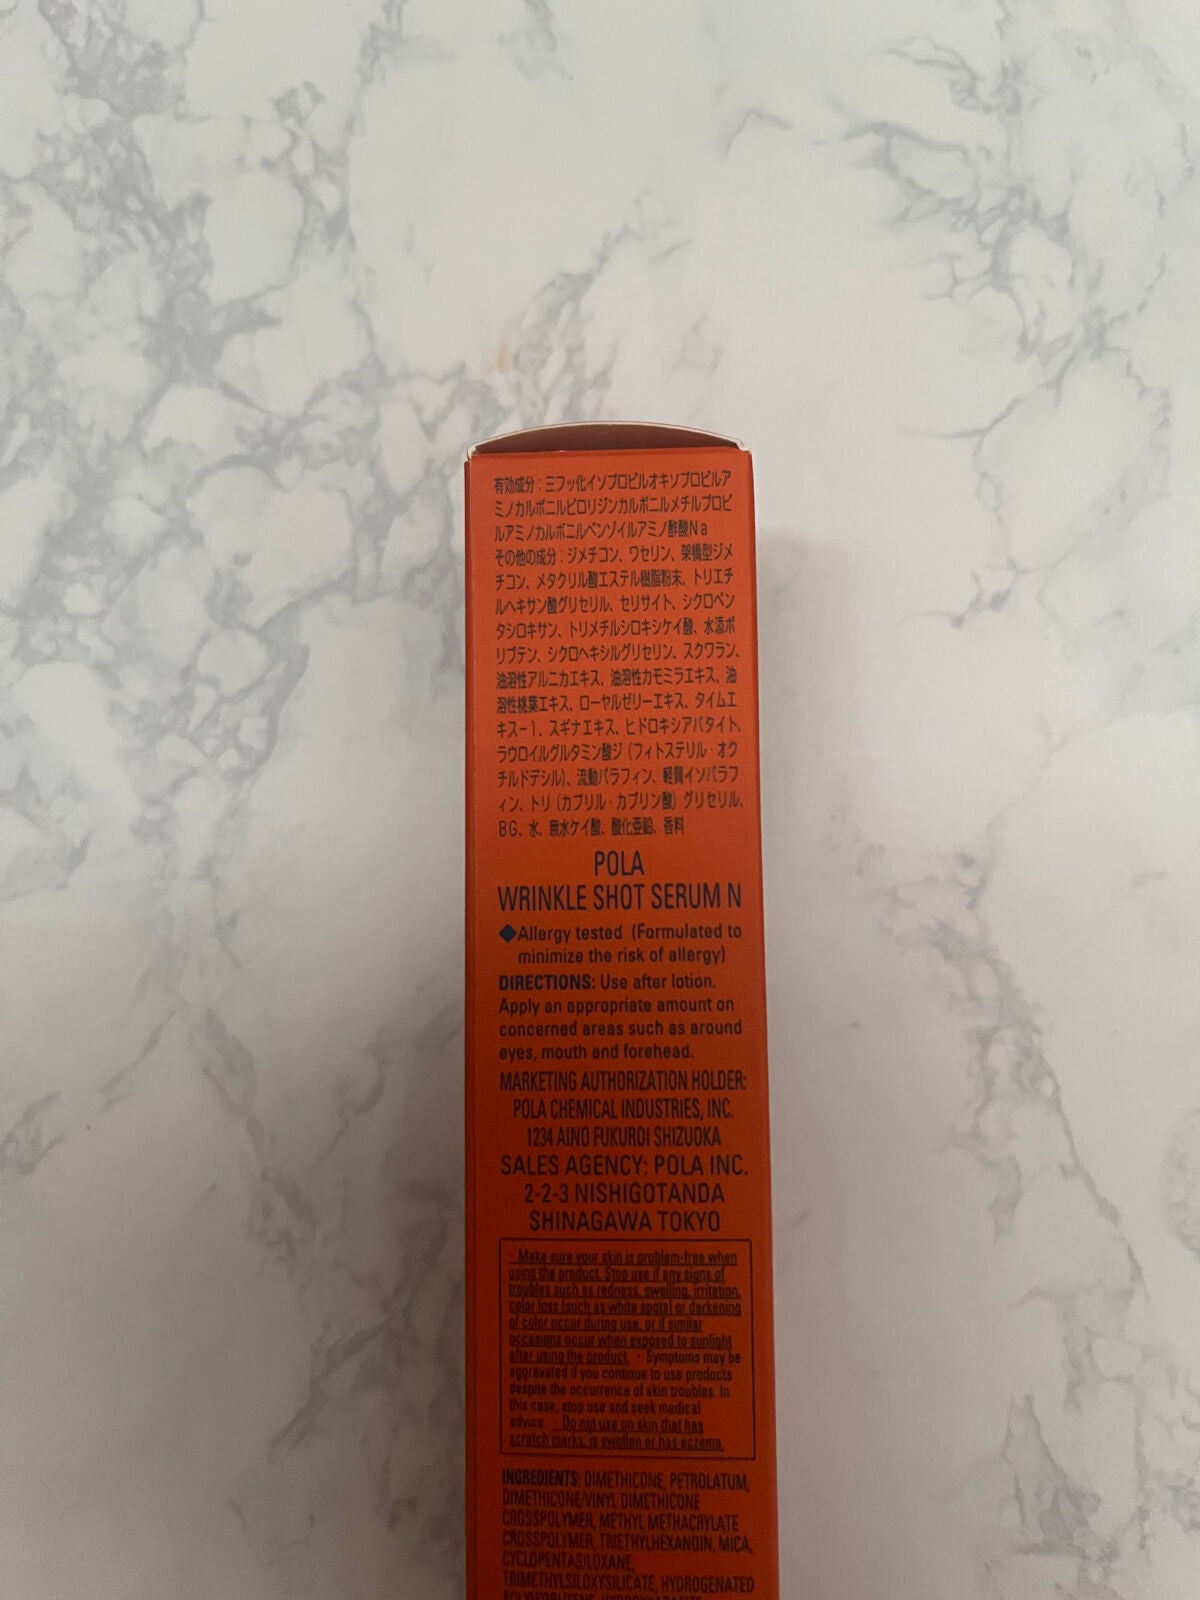 有効成分：三フッ化イソプロピルオキソプロピルア
ミノカルボニルピロリジンカルボニルメチルプロピ
ルアミノカルボニルベンゾイルアミノ酢酸Na
その他の成分：ジメチコン、ワセリン、架橋型ジメ
チコン、メタクリル酸エステル樹脂粉末、トリエチ
ルヘキサン酸グリセリル、セリサイト、シクロペン
タシロキサン、トリメチルシロキシケイ酸、水添ポ
リブテン、シクロヘキシルグリセリン、スクワラン、
油溶性アルニカエキス、油溶性カモミラエキス、油
溶性桃葉エキス、ローヤルゼリーエキス、タイムエ
キス-1、スギナエキス、ヒドロキシアパタイト、
ラウロイルグルタミン酸ジ（フィトステリル・オク
チルドデシル）、流動パラフィン、軽質イソパラフ
ィン、トリ（カプリル・カプリン酸）グリセリル、
BG、水、無水ケイ酸、酸化亜鉛、香料
POLA
WRINKLE SHOT SERUM N
◆Allergy tested (Formulated to
minimize the risk of allergy)
DIRECTIONS: Use after lotion.
Apply an appropriate amount on
concerned areas such as around
eyes, mouth and forehead.
MARKETING AUTHORIZATION HOLDER:
POLA CHEMICAL INDUSTRIES, INC.
1234 AINO FUKUROI SHIZUOKA
SALES AGENCY: POLA INC.
2-2-3 NISHIGOTANDA
SHINAGAWA TOKYO
・Make sure your skin is problem-free when
using the product. Stop use if any signs of
troubles such as redness, swelling, irritation,
color loss (such as white spots) or darkening
of color occur during use, or if similar
occasions occur when exposed to sunlight
after using the product. ・Symptoms may be
aggravated if you continue to use products
despite the occurrence of skin troubles. In
this case, stop use and seek medical
advice. ・Do not use on skin that has
scratch marks, is swollen or has eczema.
INGREDIENTS: DIMETHICONE, PETROLATUM,
DIMETHICONE/VINYL DIMETHICONE
CROSSPOLYMER, METHYL METHACRYLATE
CROSSPOLYMER, TRIETHYLHEXANOIN, MICA,
CYCLOPENTASILOXANE,
TRIMETHYLSILOXYSILICATE, HYDROGENATED